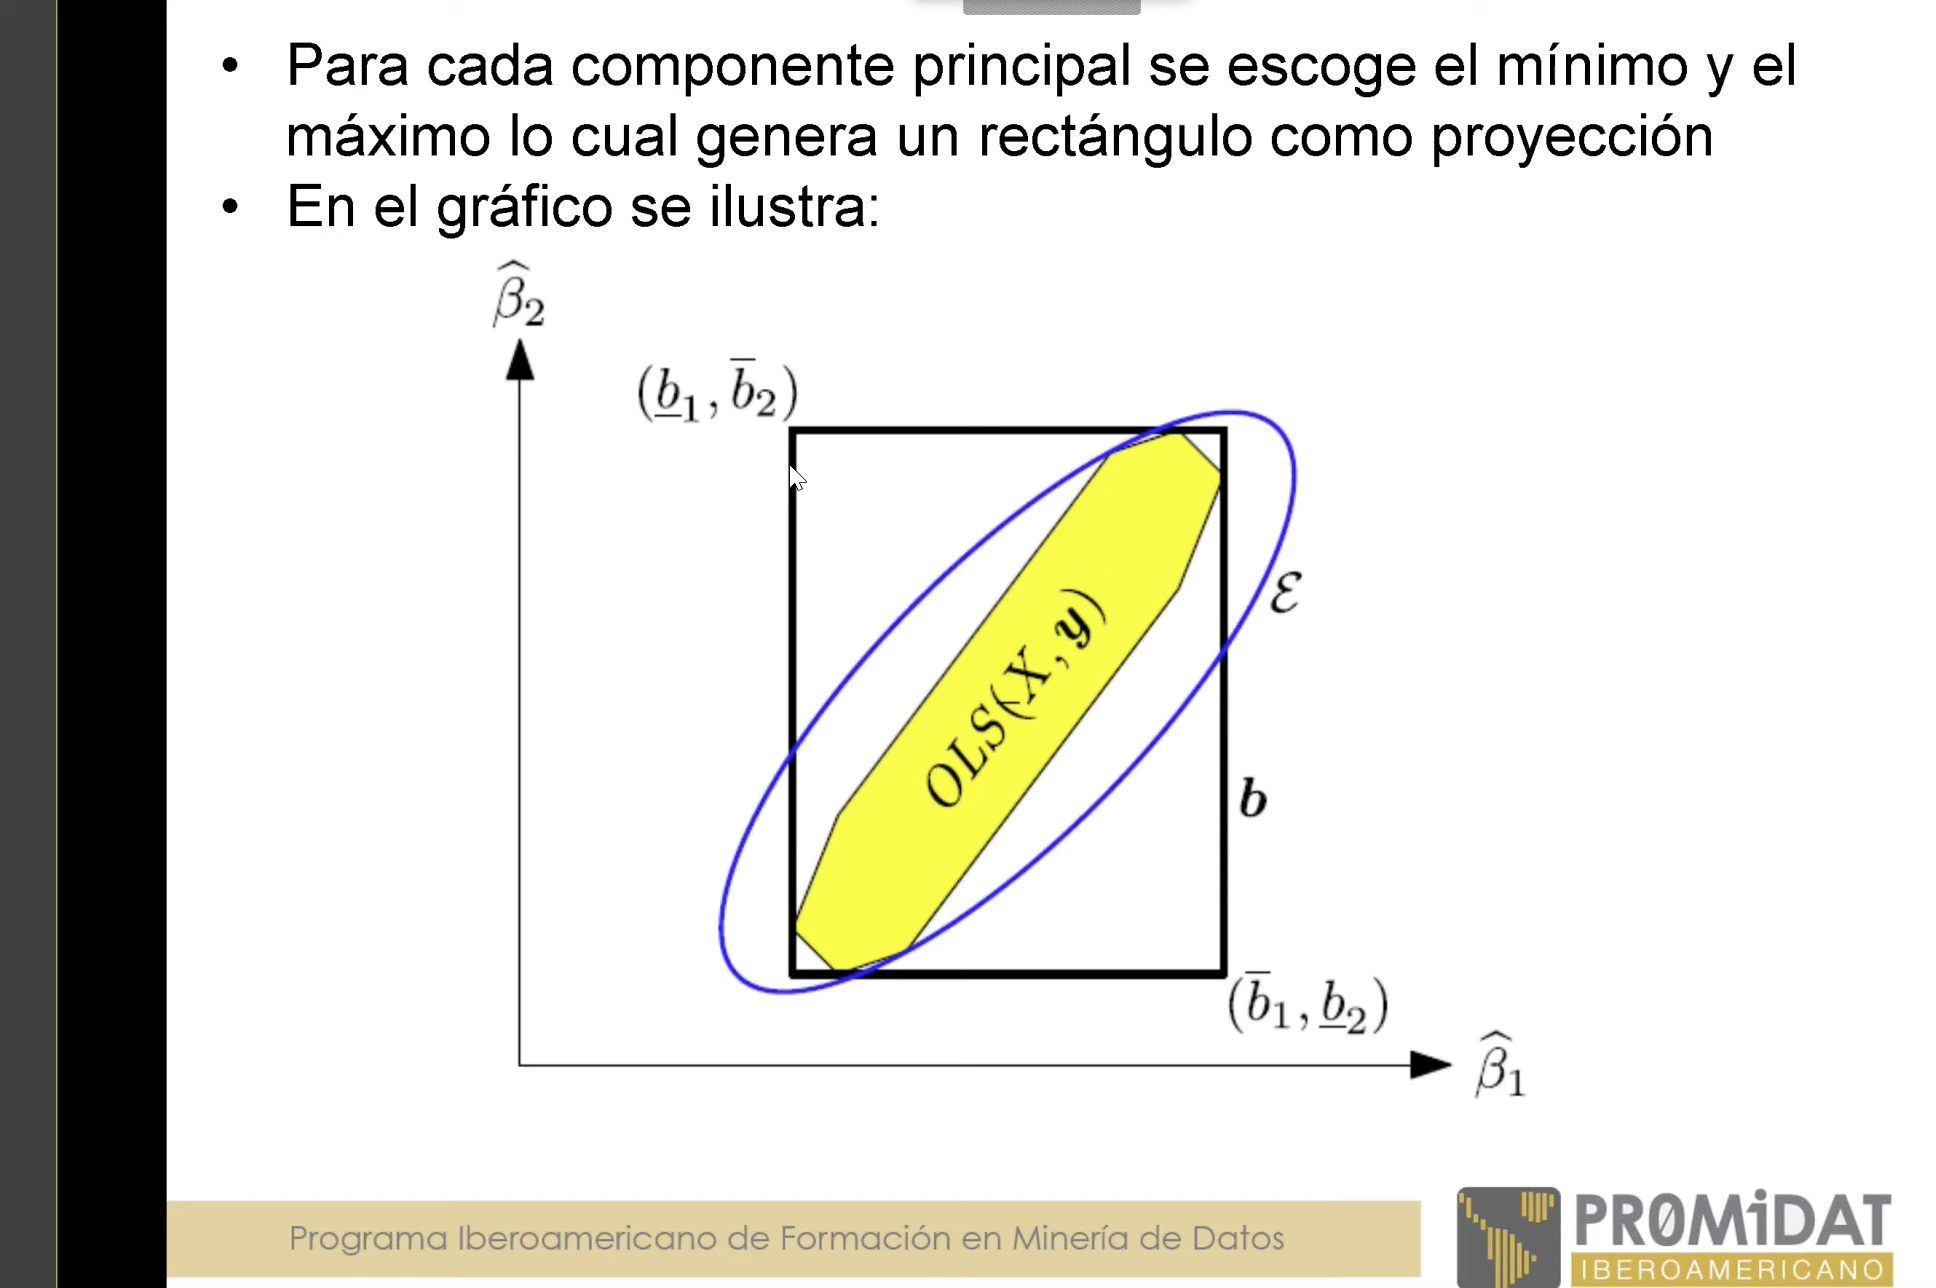 • Para cada componente principal se escoge el mínimo y el
máximo lo cual genera un rectángulo como proyección
• En el gráfico se ilustra:
β̂₂
(b̲₁, b̅₂)
ℰ
OLS(X, y)
b
(b̅₁, b̲₂)
β̂₁
Programa Iberoamericano de Formación en Minería de Datos
PR0MiDAT
IBEROAMERICANO